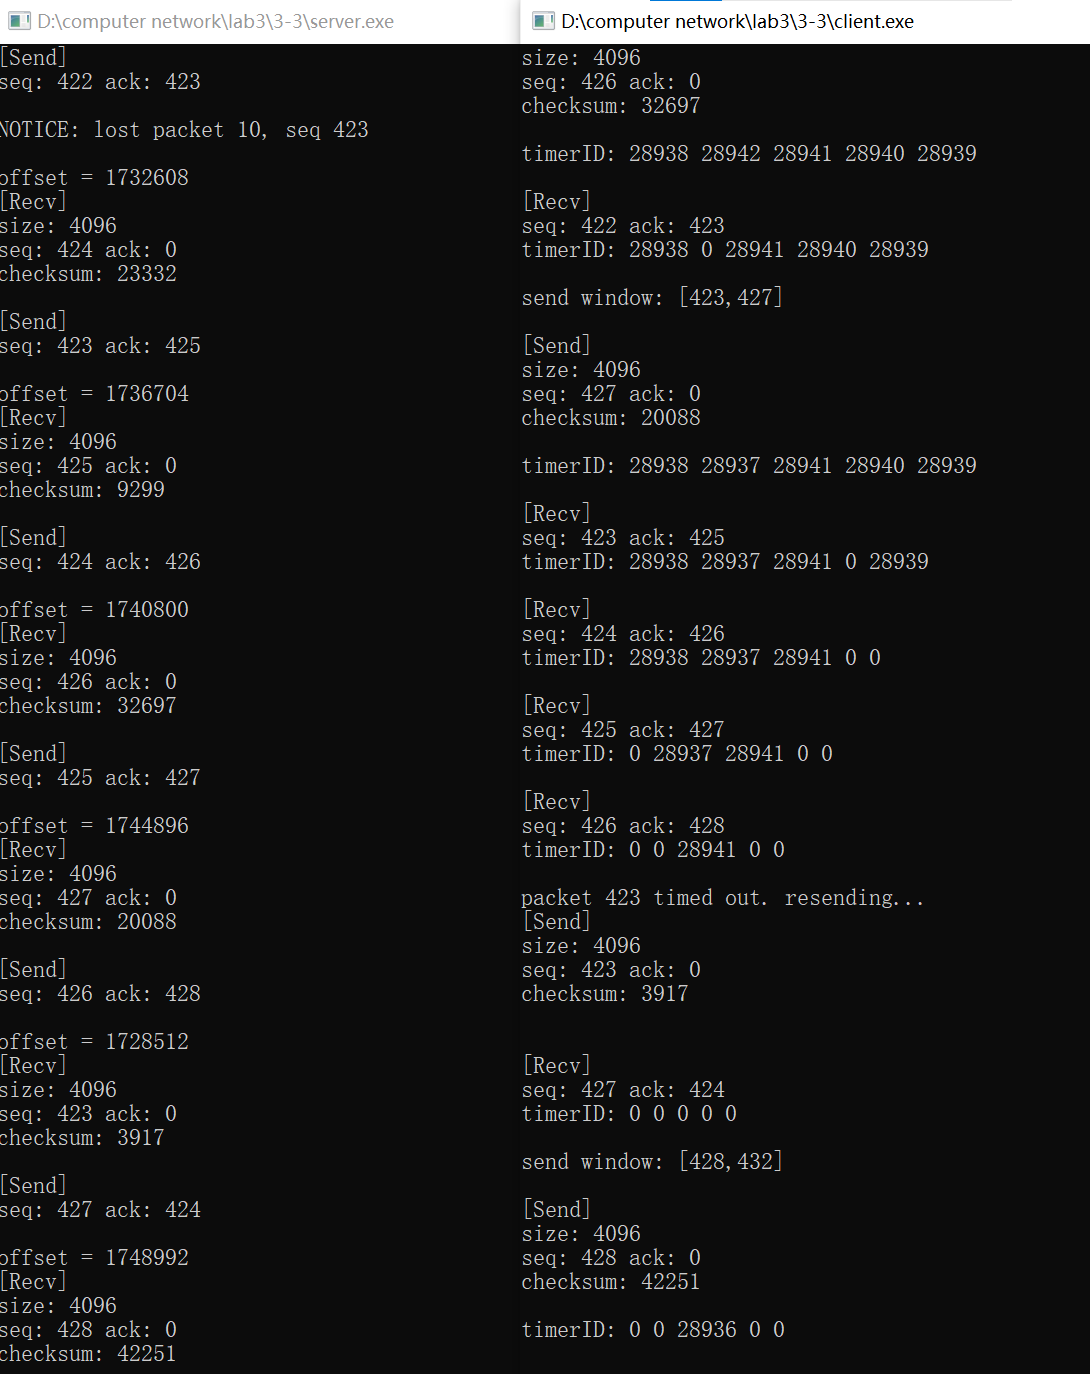 D:\computer network\lab3\3-3\server.exe
[Send]
seq: 422 ack: 423
NOTICE: lost packet 10, seq 423
offset = 1732608
[Recv]
size: 4096
seq: 424 ack: 0
checksum: 23332
[Send]
seq: 423 ack: 425
offset = 1736704
[Recv]
size: 4096
seq: 425 ack: 0
checksum: 9299
[Send]
seq: 424 ack: 426
offset = 1740800
[Recv]
size: 4096
seq: 426 ack: 0
checksum: 32697
[Send]
seq: 425 ack: 427
offset = 1744896
[Recv]
size: 4096
seq: 427 ack: 0
checksum: 20088
[Send]
seq: 426 ack: 428
offset = 1728512
[Recv]
size: 4096
seq: 423 ack: 0
checksum: 3917
[Send]
seq: 427 ack: 424
offset = 1748992
[Recv]
size: 4096
seq: 428 ack: 0
checksum: 42251
D:\computer network\lab3\3-3\client.exe
size: 4096
seq: 426 ack: 0
checksum: 32697
timerID: 28938 28942 28941 28940 28939
[Recv]
seq: 422 ack: 423
timerID: 28938 0 28941 28940 28939
send window: [423,427]
[Send]
size: 4096
seq: 427 ack: 0
checksum: 20088
timerID: 28938 28937 28941 28940 28939
[Recv]
seq: 423 ack: 425
timerID: 28938 28937 28941 0 28939
[Recv]
seq: 424 ack: 426
timerID: 28938 28937 28941 0 0
[Recv]
seq: 425 ack: 427
timerID: 0 28937 28941 0 0
[Recv]
seq: 426 ack: 428
timerID: 0 0 28941 0 0
packet 423 timed out. resending...
[Send]
size: 4096
seq: 423 ack: 0
checksum: 3917
[Recv]
seq: 427 ack: 424
timerID: 0 0 0 0 0
send window: [428,432]
[Send]
size: 4096
seq: 428 ack: 0
checksum: 42251
timerID: 0 0 28936 0 0